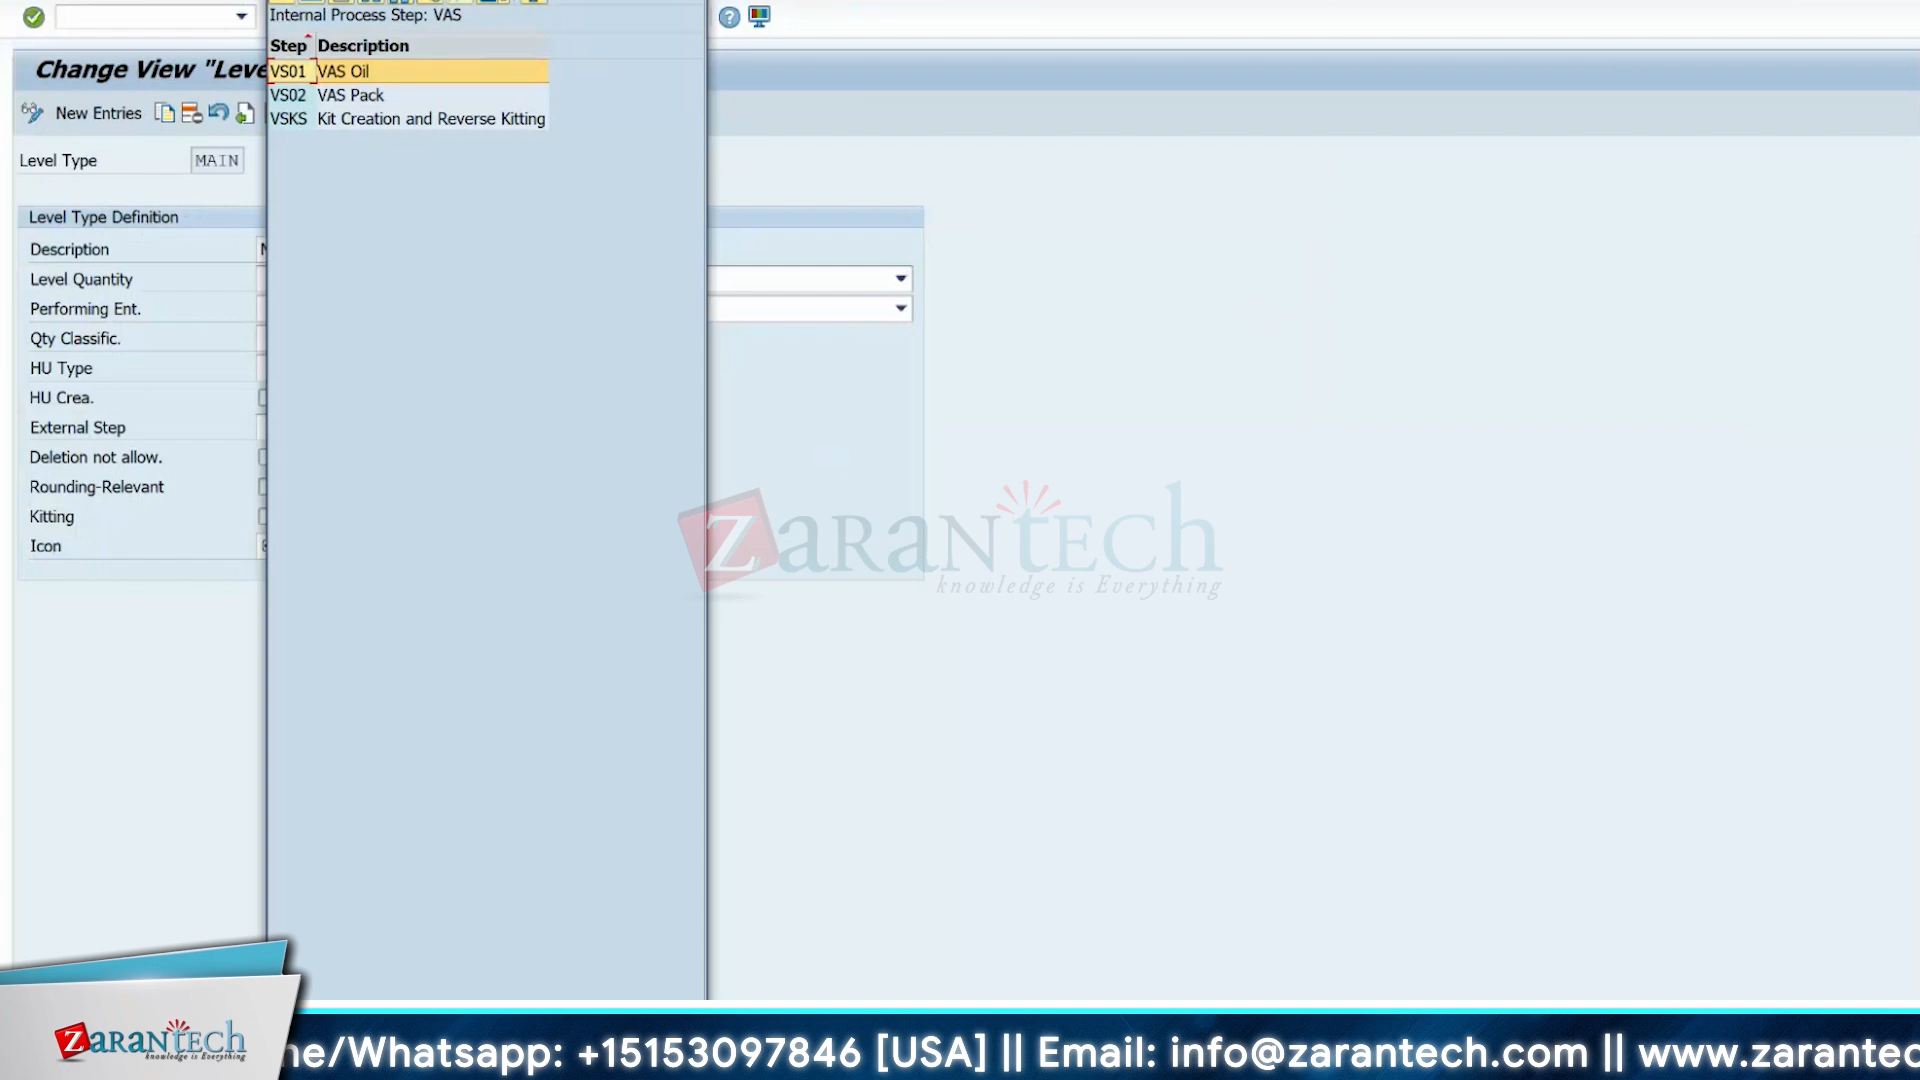 Internal Process Step: VAS
Step Description
VS01 VAS Oil
VS02 VAS Pack
VSKS Kit Creation and Reverse Kitting
Change View "Leve
New Entries
Level Type MAIN
Level Type Definition
Description
Level Quantity
Performing Ent.
Qty Classific.
HU Type
HU Crea.
External Step
Deletion not allow.
Rounding-Relevant
Kitting
Icon
ZaranTech
knowledge is Everything
ZaranTech
knowledge is Everything
ne/Whatsapp: +15153097846 [USA] || Email: info@zarantech.com || www.zarantec